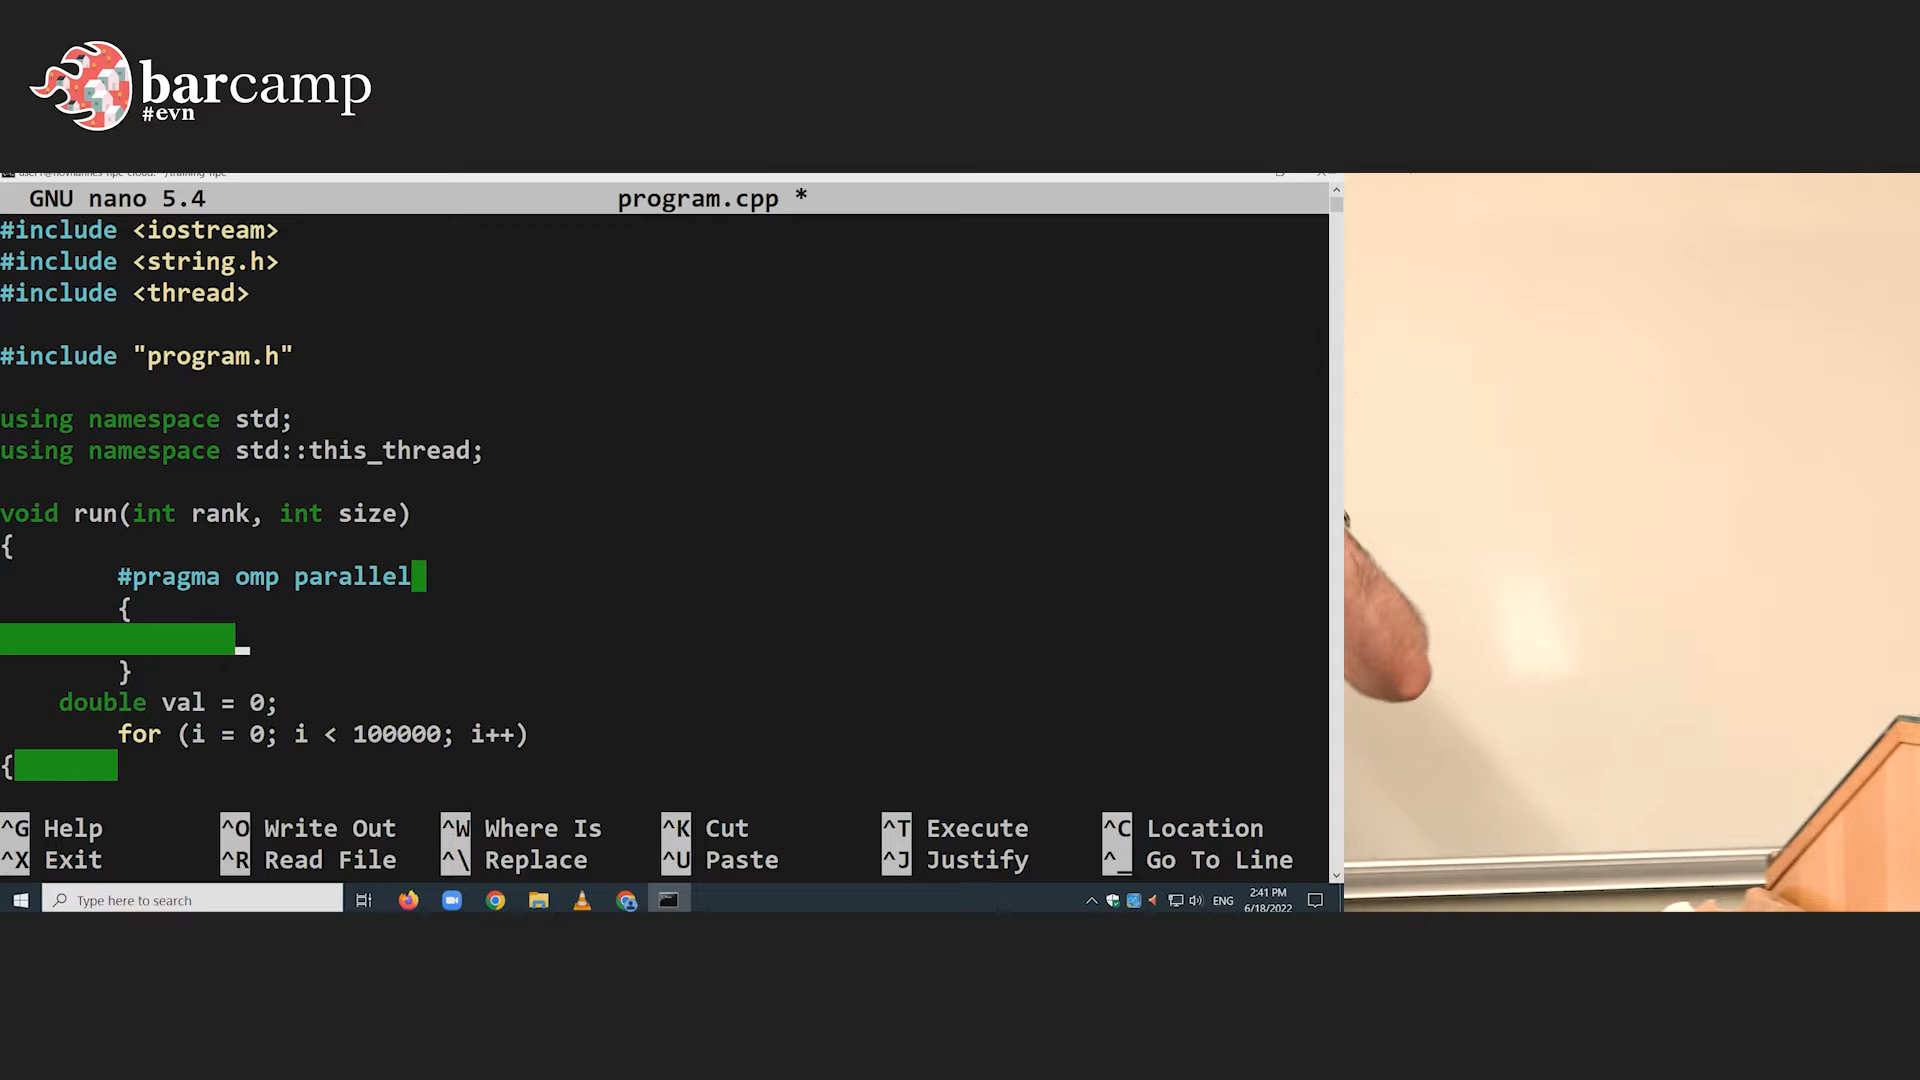 barcamp
#evn
GNU nano 5.4 program.cpp *
#include <iostream>
#include <string.h>
#include <thread>
#include "program.h"
using namespace std;
using namespace std::this_thread;
void run(int rank, int size)
{
#pragma omp parallel
{
}
double val = 0;
for (i = 0; i < 100000; i++)
{
^G Help ^O Write Out ^W Where Is ^K Cut ^T Execute ^C Location
^X Exit ^R Read File ^\ Replace ^U Paste ^J Justify ^_ Go To Line
Type here to search
ENG
2:41 PM
6/18/2022